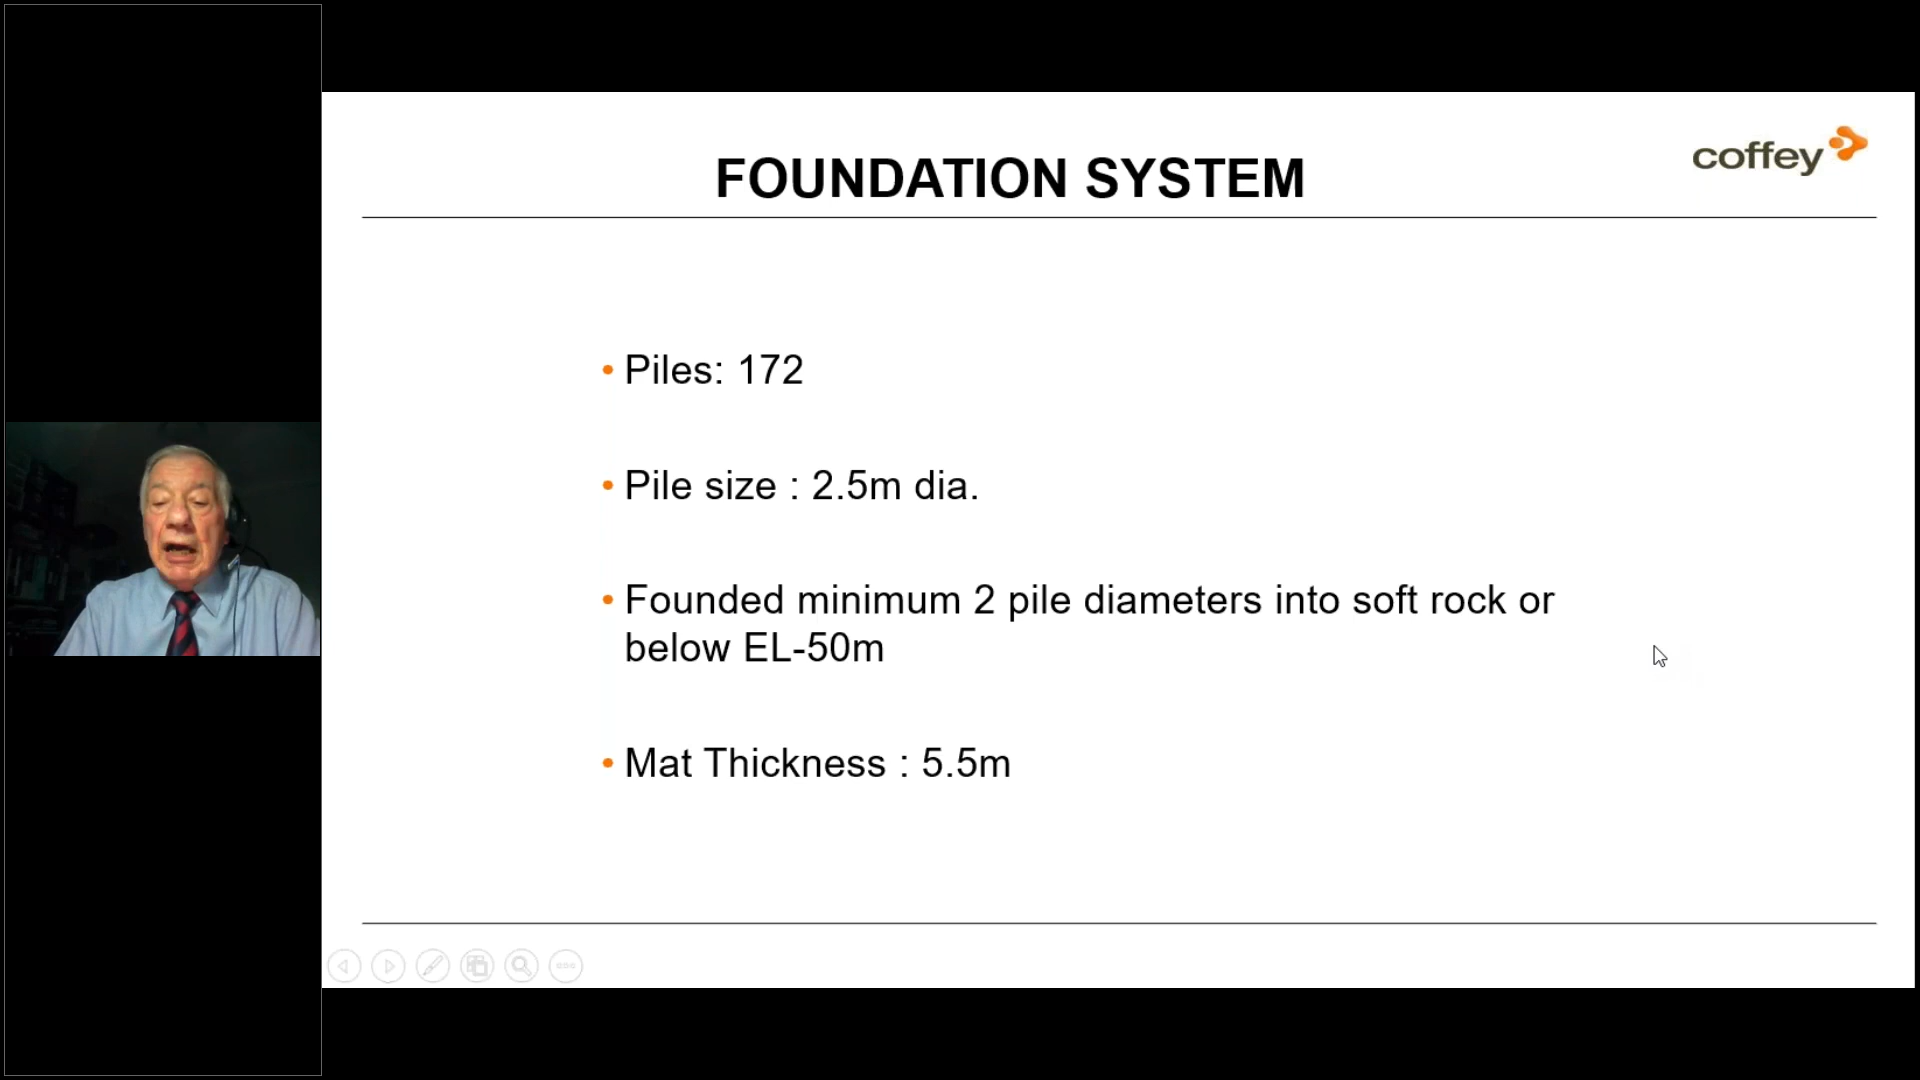 coffey
FOUNDATION SYSTEM
• Piles: 172
• Pile size : 2.5m dia.
• Founded minimum 2 pile diameters into soft rock or
below EL-50m
• Mat Thickness : 5.5m